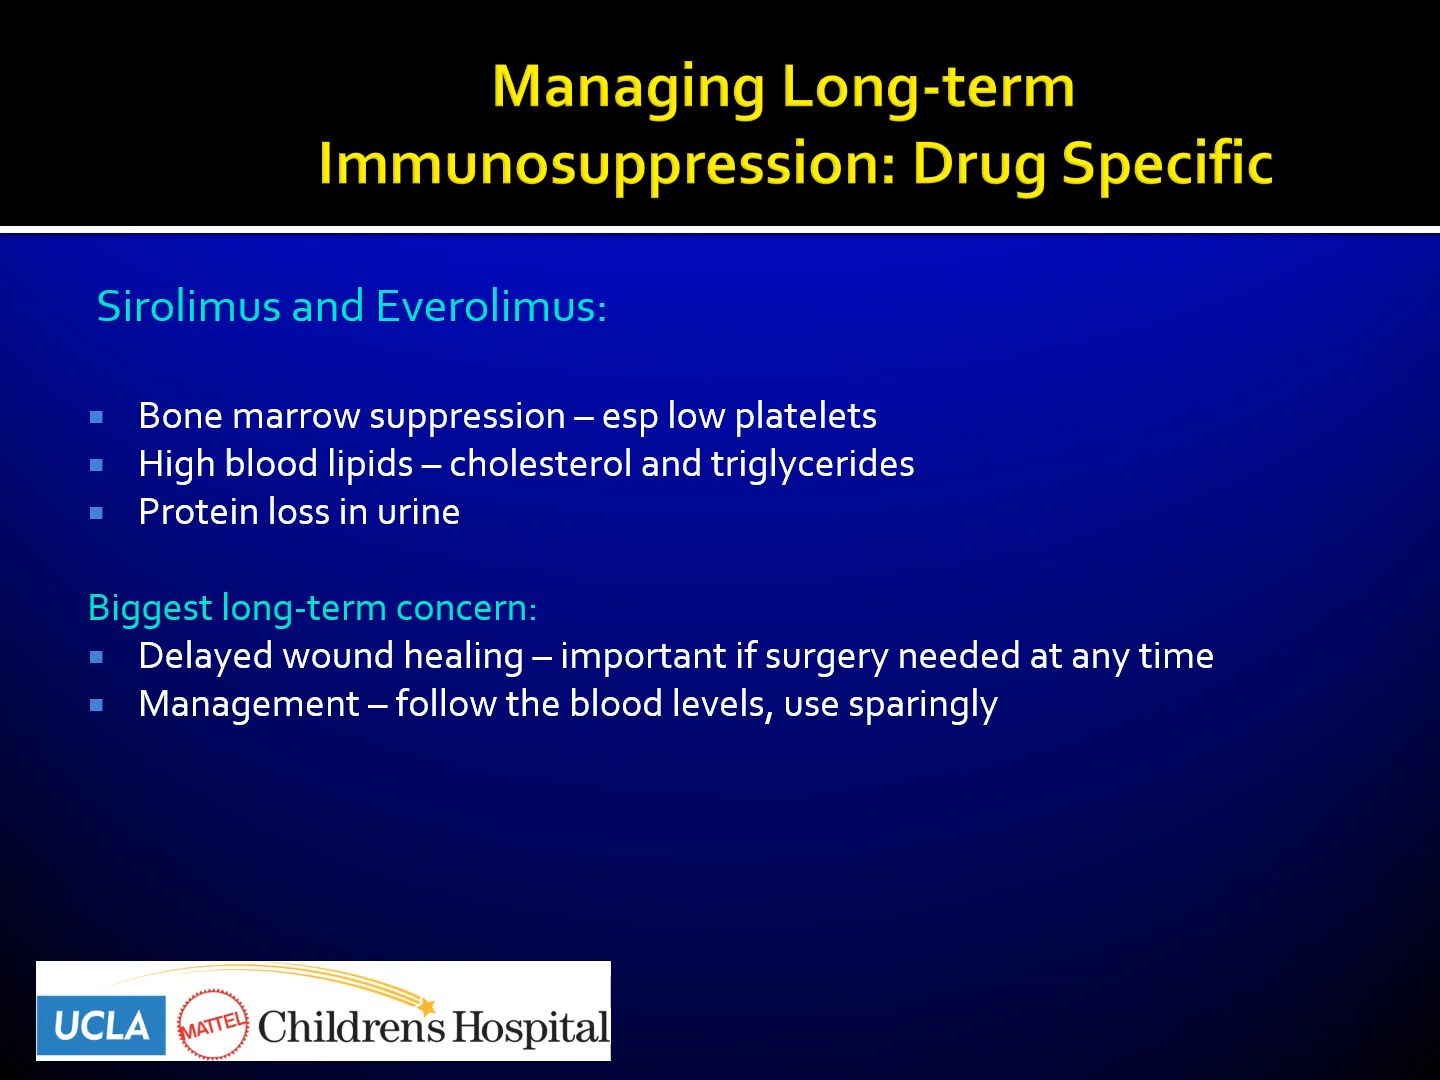 Managing Long-term
Immunosuppression: Drug Specific
Sirolimus and Everolimus:
▪ Bone marrow suppression – esp low platelets
▪ High blood lipids – cholesterol and triglycerides
▪ Protein loss in urine
Biggest long-term concern:
▪ Delayed wound healing – important if surgery needed at any time
▪ Management – follow the blood levels, use sparingly
UCLA MATTEL Children's Hospital